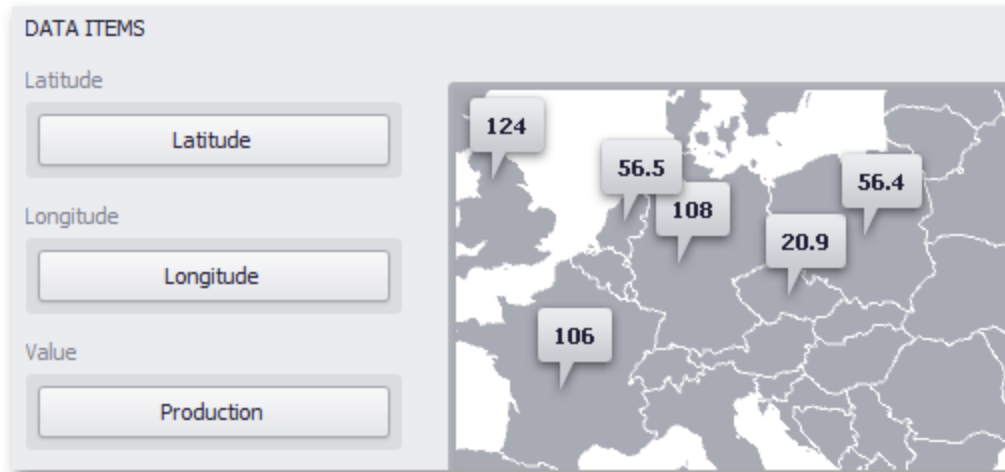 DATA ITEMS
Latitude
Latitude
Longitude
Longitude
Value
Production
124
56.5
56.4
108
20.9
106